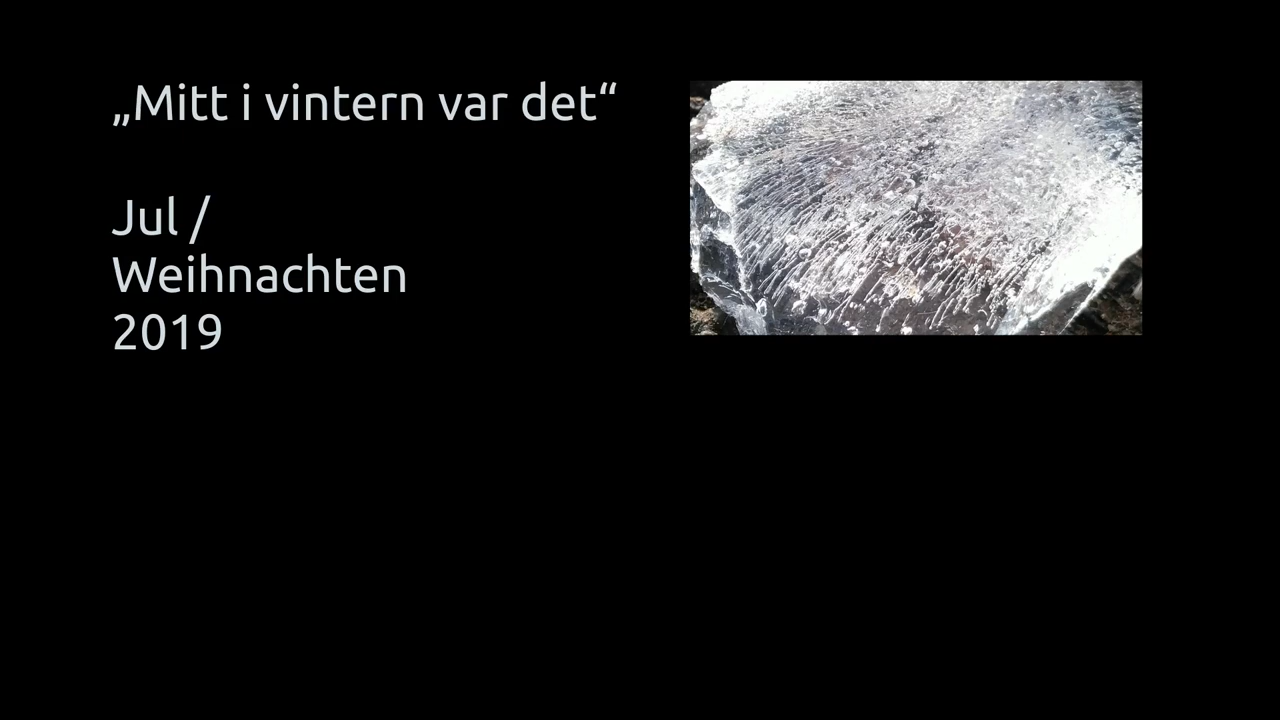 „Mitt i vintern var det“
Jul /
Weihnachten
2019